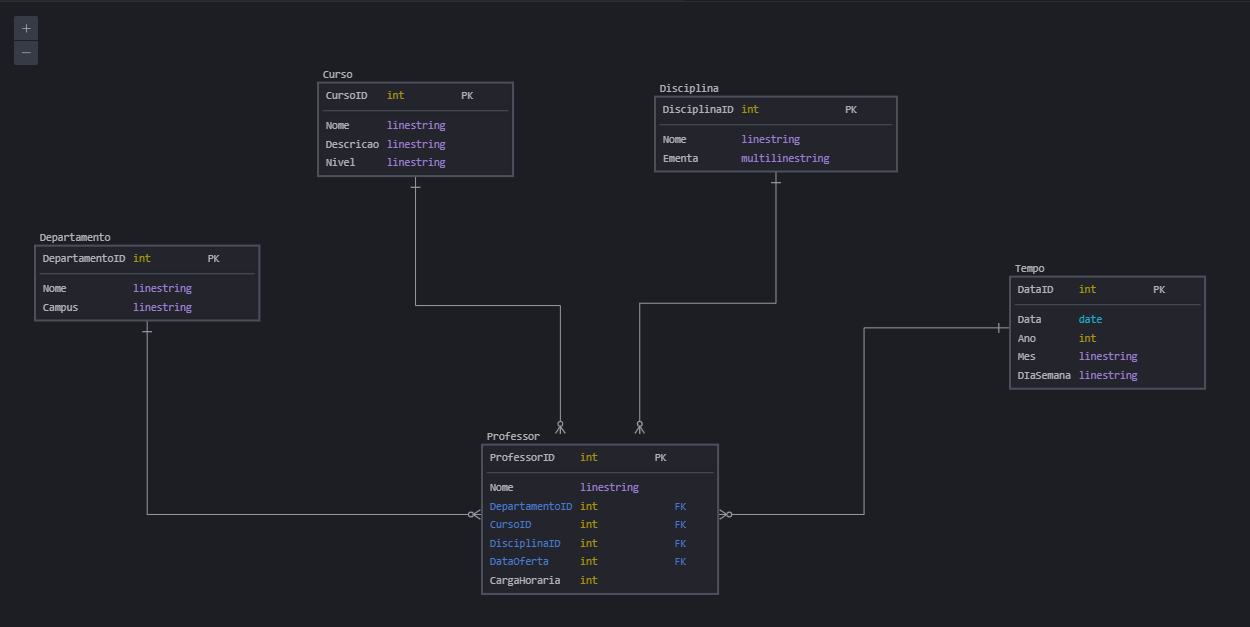 +
−
Curso
CursoID int PK
Nome linestring
Descricao linestring
Nivel linestring
Disciplina
DisciplinaID int PK
Nome linestring
Ementa multilinestring
Departamento
DepartamentoID int PK
Nome linestring
Campus linestring
Tempo
DataID int PK
Data date
Ano int
Mes linestring
DIaSemana linestring
Professor
ProfessorID int PK
Nome linestring
DepartamentoID int FK
CursoID int FK
DisciplinaID int FK
DataOferta int FK
CargaHoraria int